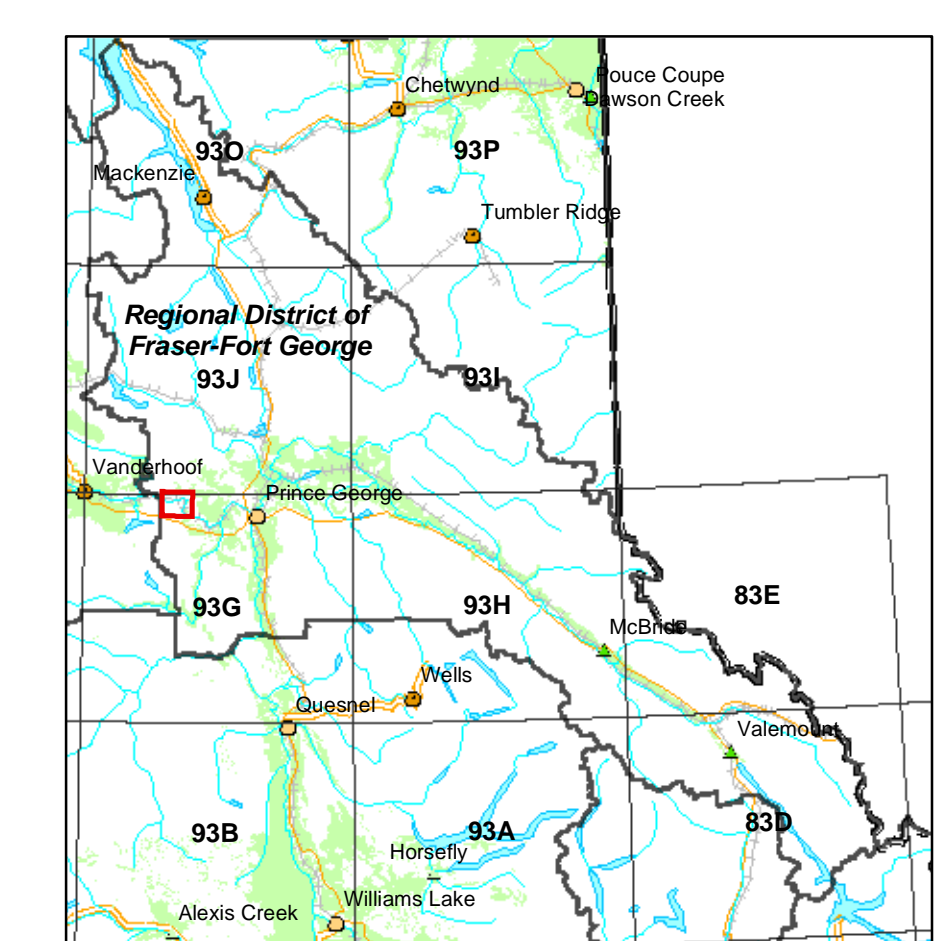 Pouce Coupe
Chetwynd
Dawson Creek
93O
93P
Mackenzie
Tumbler Ridge
Regional District of
Fraser-Fort George
93J
93I
Vanderhoof
Prince George
83E
93G
93H
McBride
Wells
Quesnel
Valemount
93B
93A
83D
Horsefly
Williams Lake
Alexis Creek